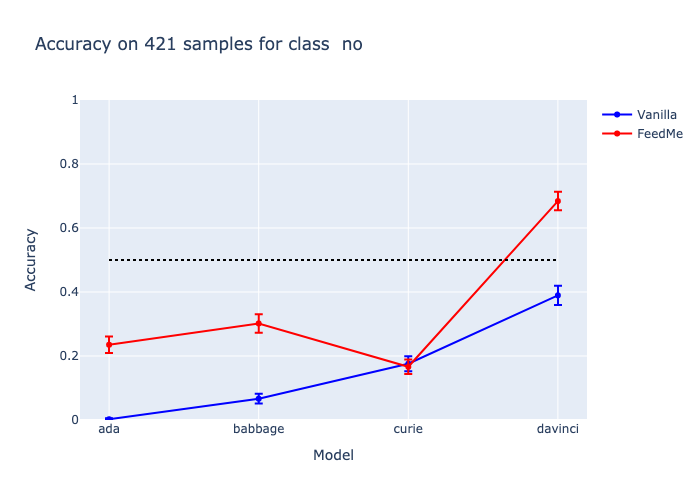 Accuracy on 421 samples for class  no
1
0.8
0.6
0.4
0.2
0
Accuracy
ada
babbage
curie
davinci
Model
Vanilla
FeedMe